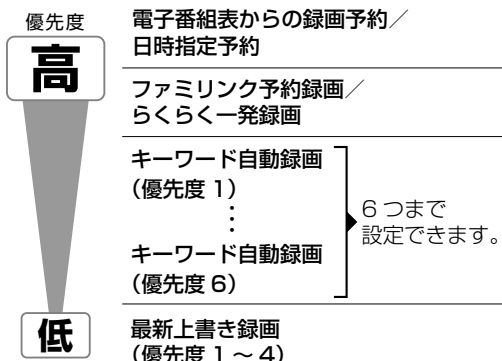 優先度
高
電子番組表からの録画予約／
日時指定予約
ファミリンク予約録画／
らくらく一発録画
キーワード自動録画
（優先度 1）
⋮
キーワード自動録画
（優先度 6）
6 つまで
設定できます。
低
最新上書き録画
（優先度 1 ～ 4）